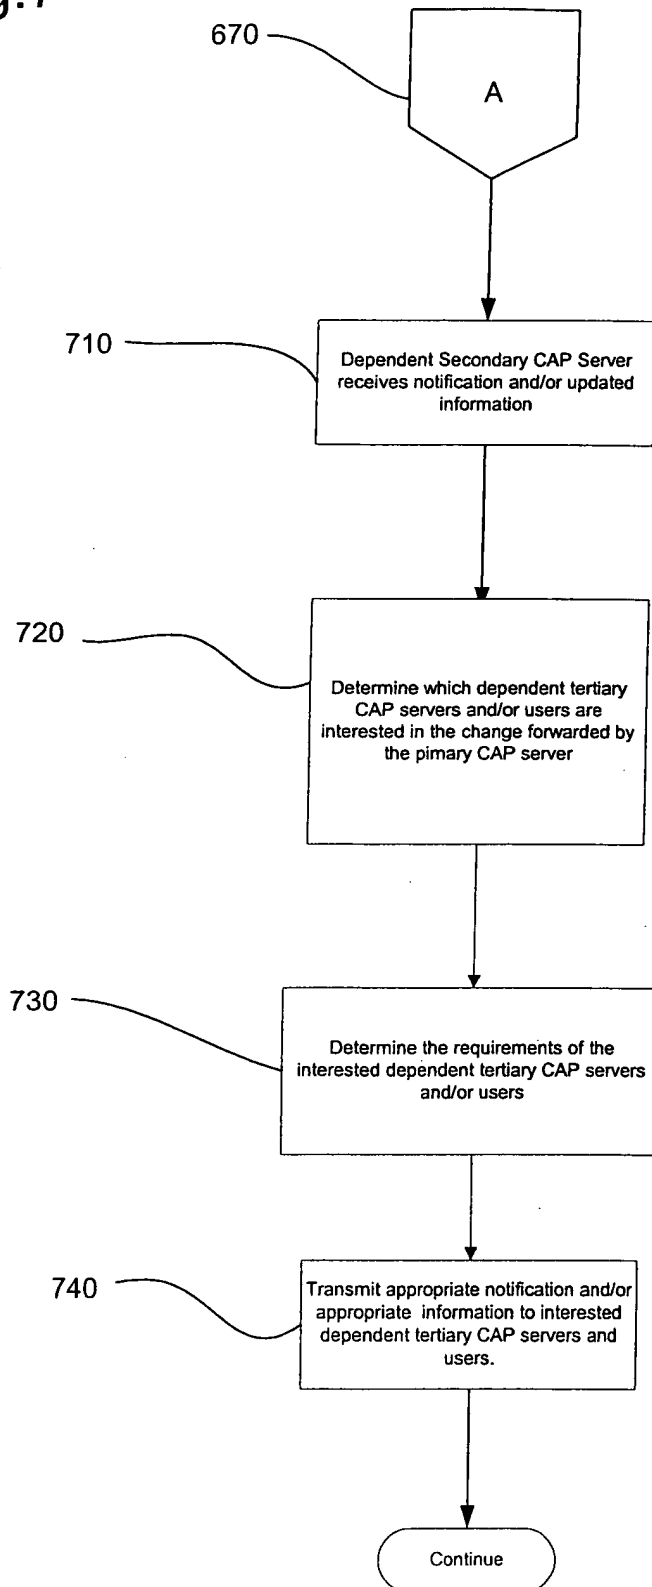 g. 7
670
A
710
Dependent Secondary CAP Server
receives notification and/or updated
information
720
Determine which dependent tertiary
CAP servers and/or users are
interested in the change forwarded by
the pimary CAP server
730
Determine the requirements of the
interested dependent tertiary CAP servers
and/or users
740
Transmit appropriate notification and/or
appropriate information to interested
dependent tertiary CAP servers and
users.
Continue